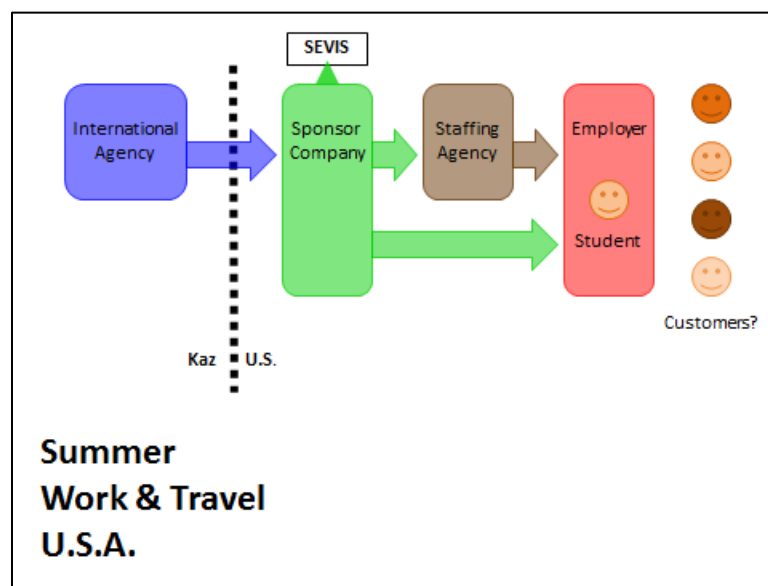 SEVIS
International
Agency
Sponsor
Company
Staffing
Agency
Employer
Student
Customers?
Kaz
U.S.
Summer
Work & Travel
U.S.A.